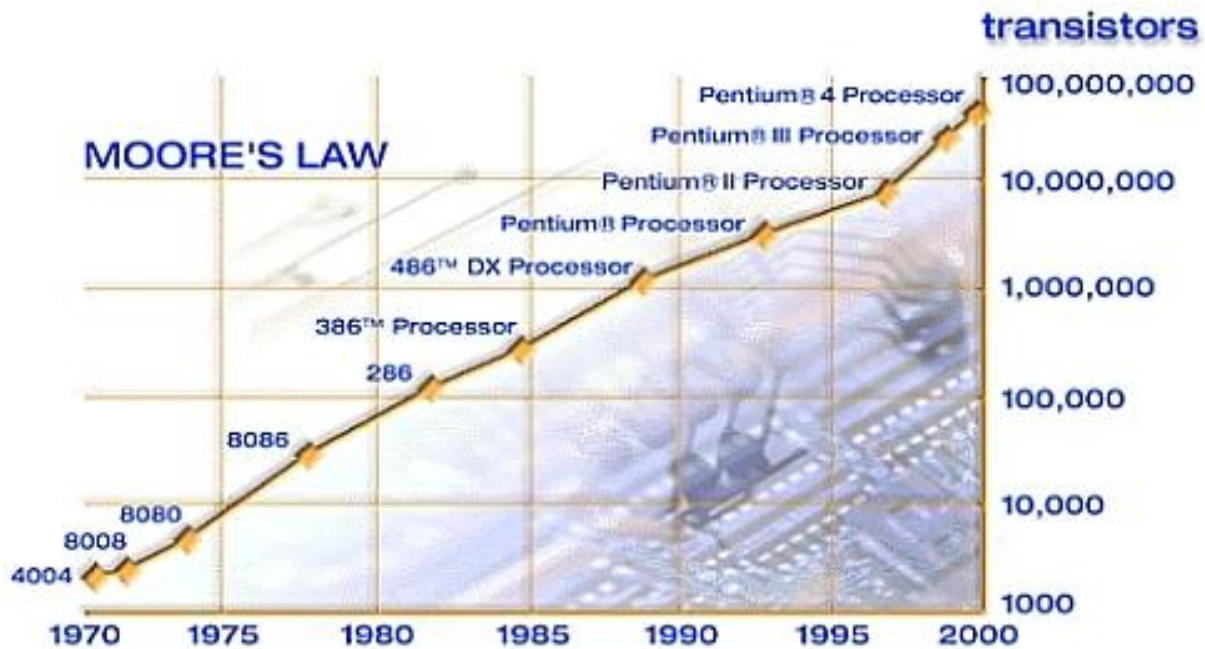 transistors
100,000,000
Pentium® 4 Processor
Pentium® III Processor
MOORE'S LAW
Pentium® II Processor
10,000,000
Pentium® Processor
486™ DX Processor
1,000,000
386™ Processor
286
100,000
8086
10,000
8080
8008
4004
1000
1970 1975 1980 1985 1990 1995 2000